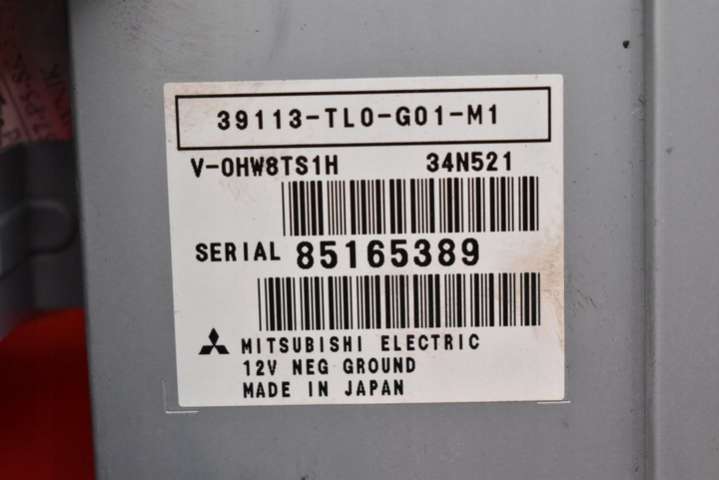 39113-TL0-G01-M1
V-0HW8TS1H 34N521
SERIAL 85165389
MITSUBISHI ELECTRIC
12V NEG GROUND
MADE IN JAPAN